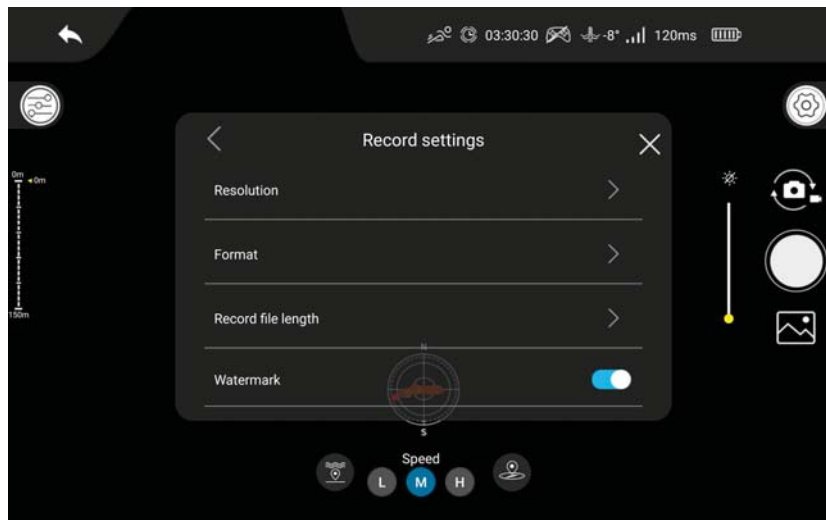 03:30:30 -8° 120ms
Record settings
0m 0m
Resolution
Format
Record file length
150m
N
Watermark
S
Speed
L M H